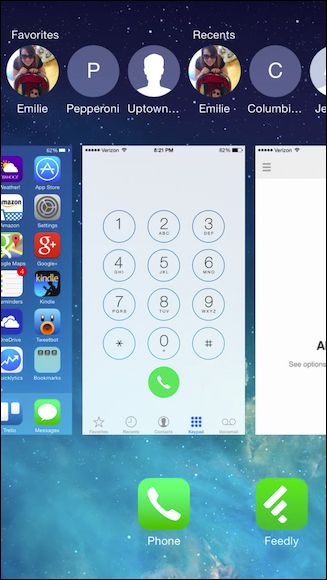 Favorites Recents
P C
Emilie Pepperoni Uptown... Emilie Columbi... Je
62%
Verizon 8:21 PM 62%
Verizon
YAHOO!
Weather! App Store
amazon
Amazon Settings
g+
Google Maps Google+
4
kindle
Reminders Kindle
OneDrive Tweetbot
Quicklytics Bookmarks
Trello Messages
1 2 3
ABC DEF
4 5 6
GHI JKL MNO
7 8 9
PQRS TUV WXYZ
* 0 #
+
Favorites Recents Contacts Keypad Voicemail
Al
See options
Phone Feedly